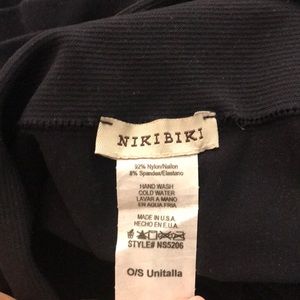 NIKIBIKI
92% Nylon/Nailon
8% Spandex/Elastano
HAND WASH
COLD WATER
LAVAR A MANO
EN AGUA FRIA
MADE IN U.S.A
HECHO EN E.U.A.
STYLE# NS5206
O/S Unitalla